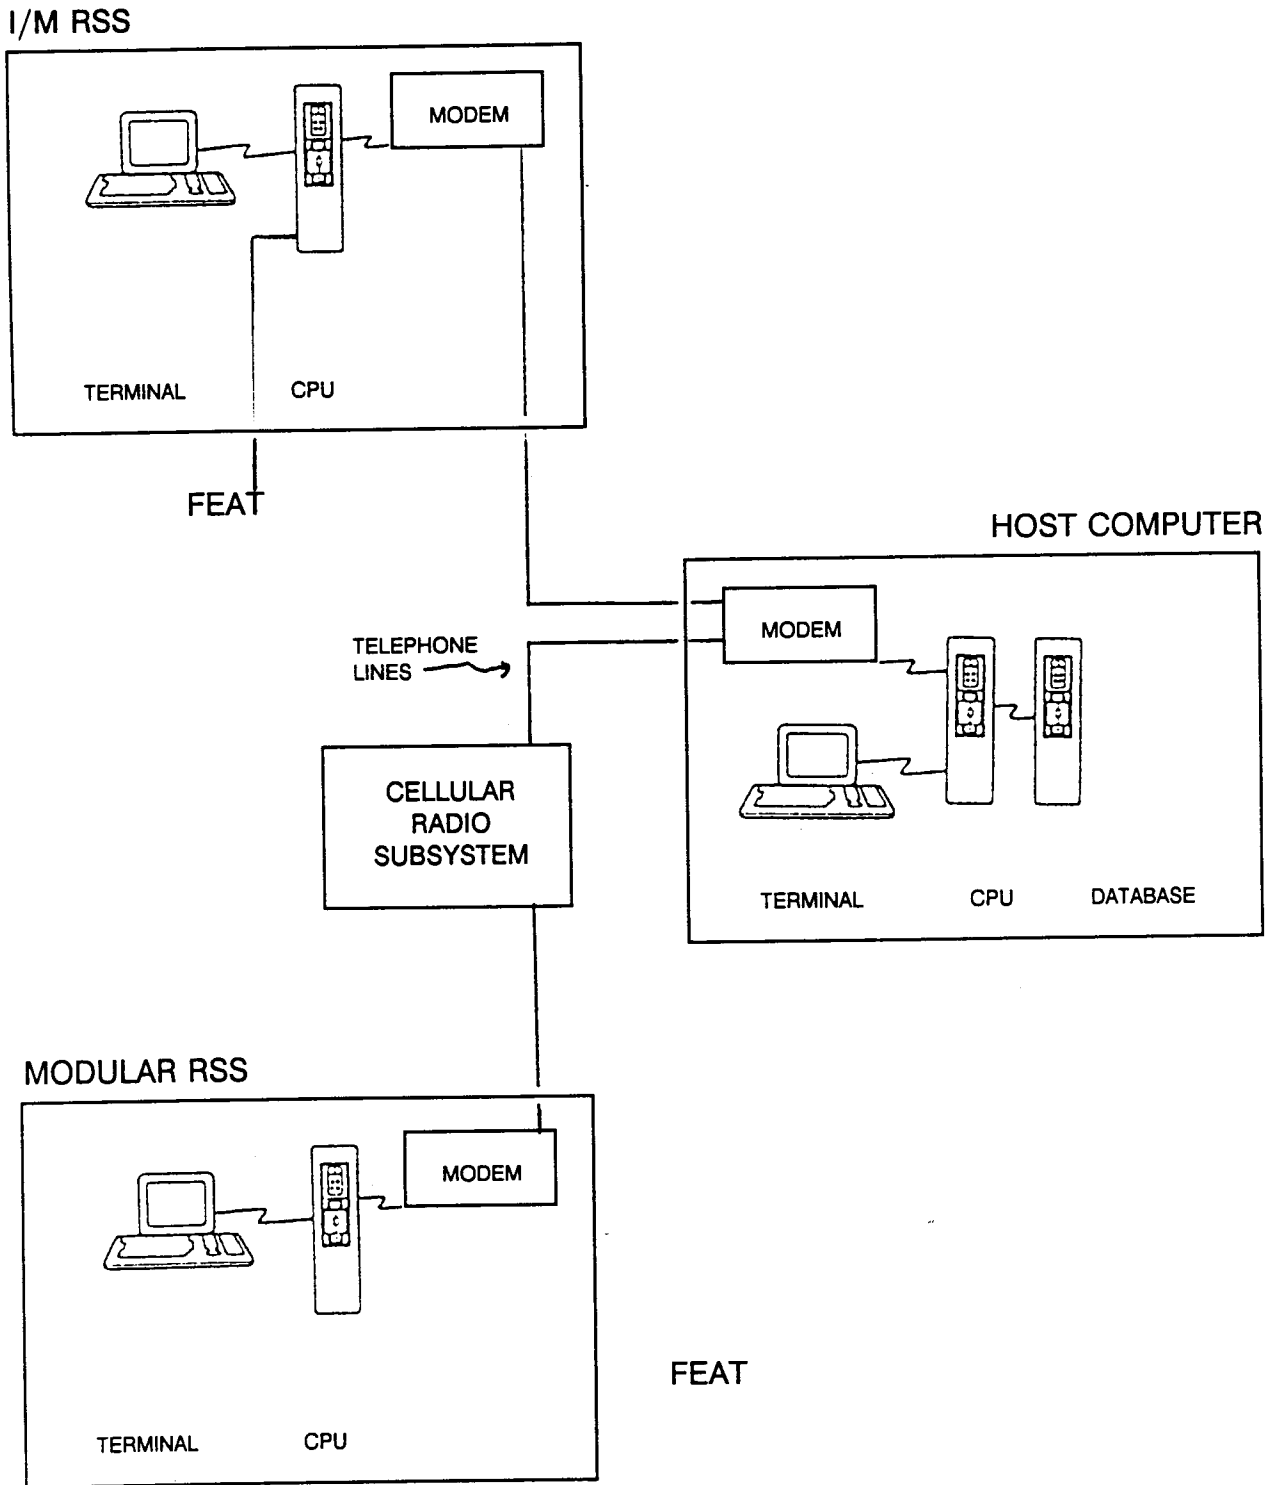 I/M RSS
MODEM
TERMINAL
CPU
FEAT
HOST COMPUTER
MODEM
TELEPHONE
LINES
CELLULAR
RADIO
SUBSYSTEM
TERMINAL
CPU
DATABASE
MODULAR RSS
MODEM
FEAT
TERMINAL
CPU